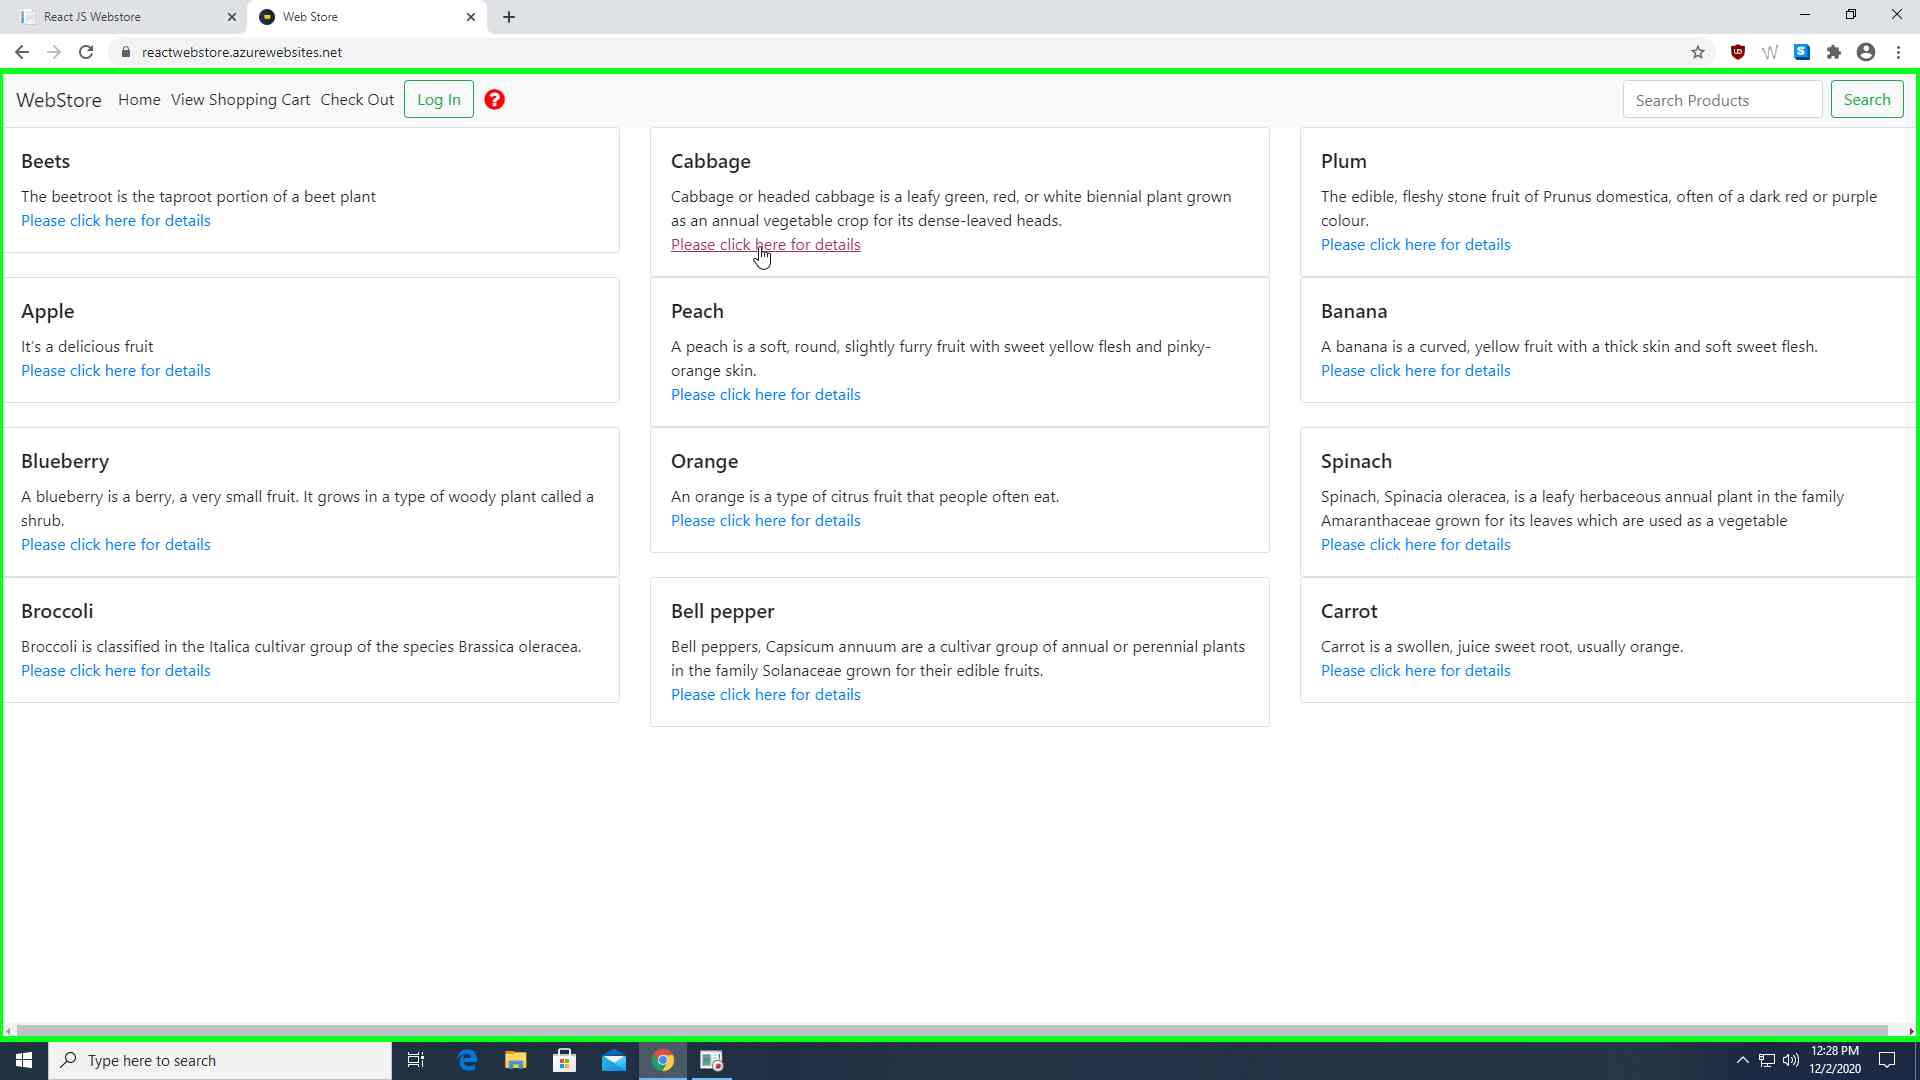 React JS Webstore
Web Store
reactwebstore.azurewebsites.net
WebStore Home View Shopping Cart Check Out Log In ? Search Products Search
Beets
The beetroot is the taproot portion of a beet plant
Please click here for details
Cabbage
Cabbage or headed cabbage is a leafy green, red, or white biennial plant grown
as an annual vegetable crop for its dense-leaved heads.
Please click here for details
Plum
The edible, fleshy stone fruit of Prunus domestica, often of a dark red or purple
colour.
Please click here for details
Apple
It's a delicious fruit
Please click here for details
Peach
A peach is a soft, round, slightly furry fruit with sweet yellow flesh and pinky-
orange skin.
Please click here for details
Banana
A banana is a curved, yellow fruit with a thick skin and soft sweet flesh.
Please click here for details
Blueberry
A blueberry is a berry, a very small fruit. It grows in a type of woody plant called a
shrub.
Please click here for details
Orange
An orange is a type of citrus fruit that people often eat.
Please click here for details
Spinach
Spinach, Spinacia oleracea, is a leafy herbaceous annual plant in the family
Amaranthaceae grown for its leaves which are used as a vegetable
Please click here for details
Broccoli
Broccoli is classified in the Italica cultivar group of the species Brassica oleracea.
Please click here for details
Bell pepper
Bell peppers, Capsicum annuum are a cultivar group of annual or perennial plants
in the family Solanaceae grown for their edible fruits.
Please click here for details
Carrot
Carrot is a swollen, juice sweet root, usually orange.
Please click here for details
Type here to search
12:28 PM
12/2/2020